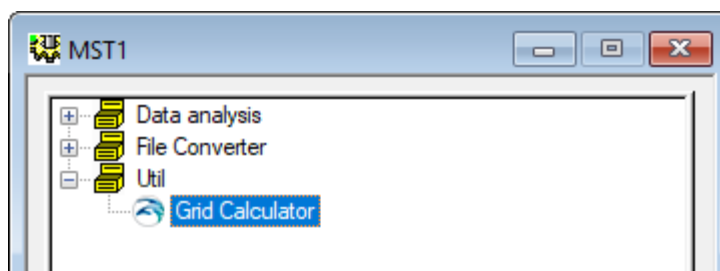 MST1
Data analysis
File Converter
Util
Grid Calculator